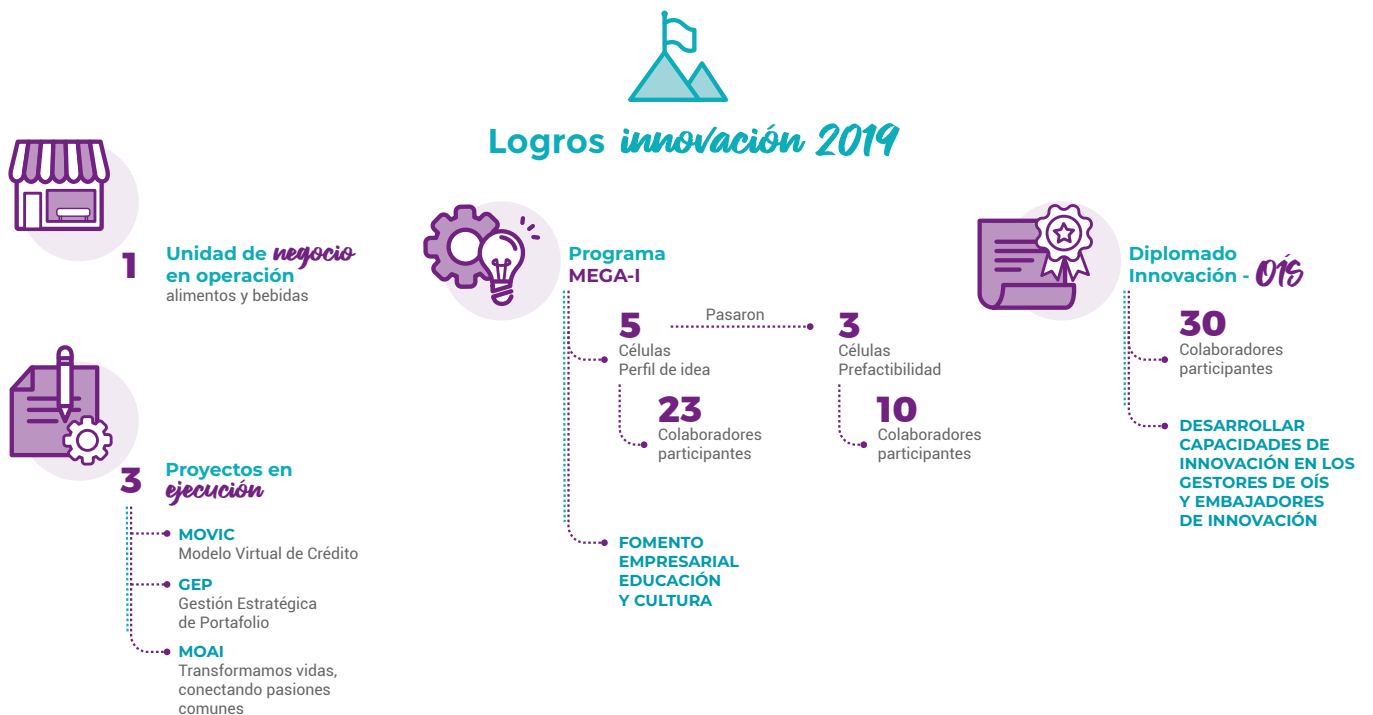 Logros innovación 2019
1
Unidad de negocio
en operación
alimentos y bebidas
3
Proyectos en
ejecución
MOVIC
Modelo Virtual de Crédito
GEP
Gestión Estratégica
de Portafolio
MOAI
Transformamos vidas,
conectando pasiones
comunes
Programa
MEGA-I
5
Células
Perfil de idea
Pasaron
3
Células
Prefactibilidad
23
Colaboradores
participantes
10
Colaboradores
participantes
FOMENTO
EMPRESARIAL
EDUCACIÓN
Y CULTURA
Diplomado
Innovación - OÍS
30
Colaboradores
participantes
DESARROLLAR
CAPACIDADES DE
INNOVACIÓN EN LOS
GESTORES DE OÍS
Y EMBAJADORES
DE INNOVACIÓN